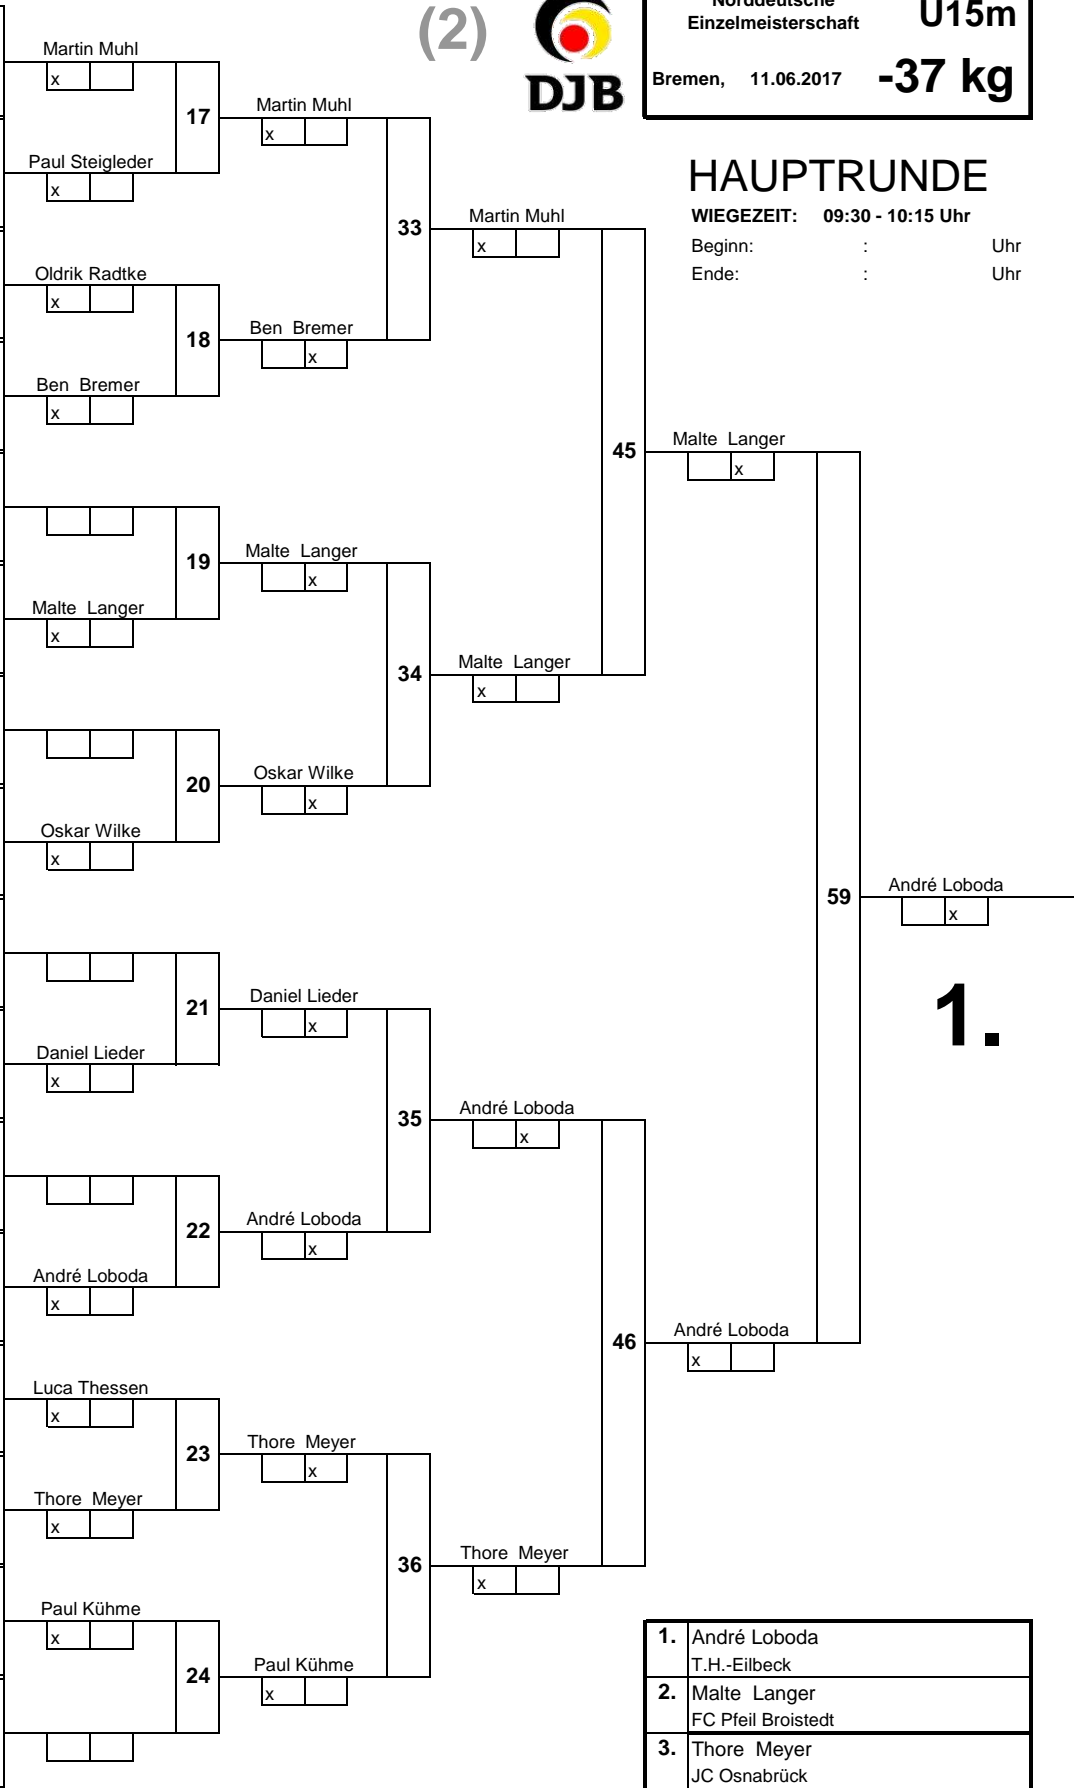 (2)
DJB
Norddeutsche
Einzelmeisterschaft
U15m
Bremen, 11.06.2017
-37 kg
HAUPTRUNDE
WIEGEZEIT: 09:30 - 10:15 Uhr
Beginn: : Uhr
Ende: : Uhr
Martin Muhl
x
17
Paul Steigleder
x
Oldrik Radtke
x
18
Ben Bremer
x
19
Malte Langer
x
20
Oskar Wilke
x
21
Daniel Lieder
x
22
André Loboda
x
Luca Thessen
x
23
Thore Meyer
x
Paul Kühme
x
24
Martin Muhl
x
33
Ben Bremer
x
Malte Langer
x
34
Oskar Wilke
x
Daniel Lieder
x
35
André Loboda
x
Thore Meyer
x
36
Paul Kühme
x
Martin Muhl
x
45
Malte Langer
x
André Loboda
x
46
Thore Meyer
x
Malte Langer
x
59
André Loboda
x
André Loboda
x
1.
1. André Loboda
T.H.-Eilbeck
2. Malte Langer
FC Pfeil Broistedt
3. Thore Meyer
JC Osnabrück